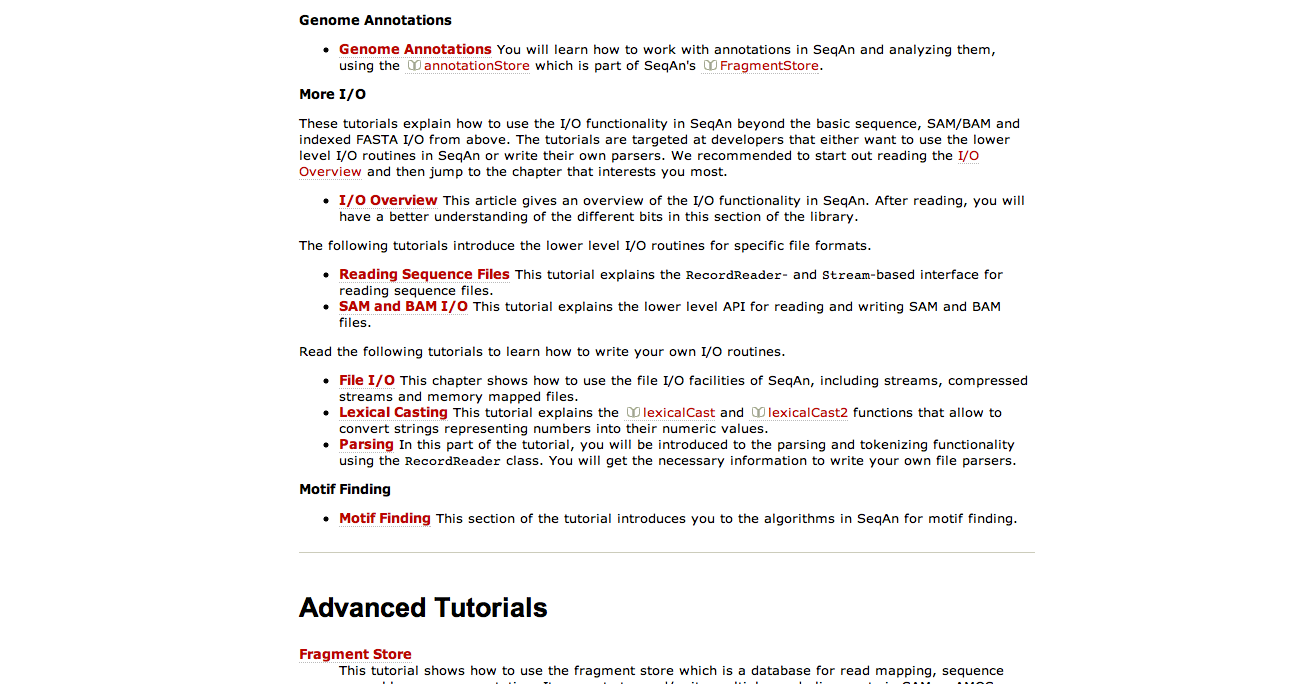 Genome Annotations
Genome Annotations You will learn how to work with annotations in SeqAn and analyzing them,
using the annotationStore which is part of SeqAn's FragmentStore.
More I/O
These tutorials explain how to use the I/O functionality in SeqAn beyond the basic sequence, SAM/BAM and
indexed FASTA I/O from above. The tutorials are targeted at developers that either want to use the lower
level I/O routines in SeqAn or write their own parsers. We recommended to start out reading the I/O
Overview and then jump to the chapter that interests you most.
I/O Overview This article gives an overview of the I/O functionality in SeqAn. After reading, you will
have a better understanding of the different bits in this section of the library.
The following tutorials introduce the lower level I/O routines for specific file formats.
Reading Sequence Files This tutorial explains the RecordReader- and Stream-based interface for
reading sequence files.
SAM and BAM I/O This tutorial explains the lower level API for reading and writing SAM and BAM
files.
Read the following tutorials to learn how to write your own I/O routines.
File I/O This chapter shows how to use the file I/O facilities of SeqAn, including streams, compressed
streams and memory mapped files.
Lexical Casting This tutorial explains the lexicalCast and lexicalCast2 functions that allow to
convert strings representing numbers into their numeric values.
Parsing In this part of the tutorial, you will be introduced to the parsing and tokenizing functionality
using the RecordReader class. You will get the necessary information to write your own file parsers.
Motif Finding
Motif Finding This section of the tutorial introduces you to the algorithms in SeqAn for motif finding.
Advanced Tutorials
Fragment Store
This tutorial shows how to use the fragment store which is a database for read mapping, sequence